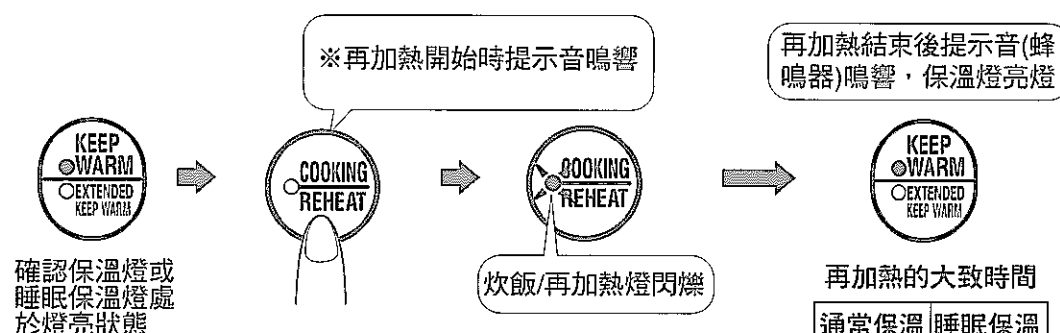 ※再加熱開始時提示音鳴響
再加熱結束後提示音(蜂
鳴器)鳴響，保溫燈亮燈
KEEP
WARM
EXTENDED
KEEP WARM
COOKING
REHEAT
COOKING
REHEAT
KEEP
WARM
EXTENDED
KEEP WARM
確認保溫燈或
睡眠保溫燈處
於燈亮狀態
炊飯/再加熱燈閃爍
再加熱的大致時間
通常保溫 睡眠保溫